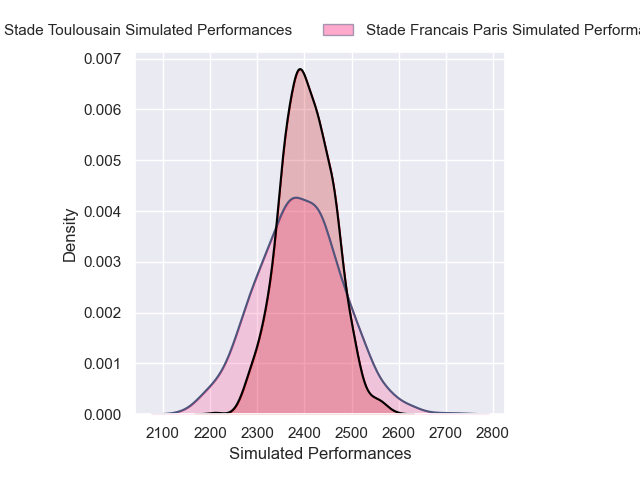 Stade Toulousain Simulated Performances
Stade Francais Paris Simulated
0.007
0.006
0.005
0.004
0.003
0.002
0.001
0.000
Density
2100 2200 2300 2400 2500 2600 2700 2800
Simulated Performances